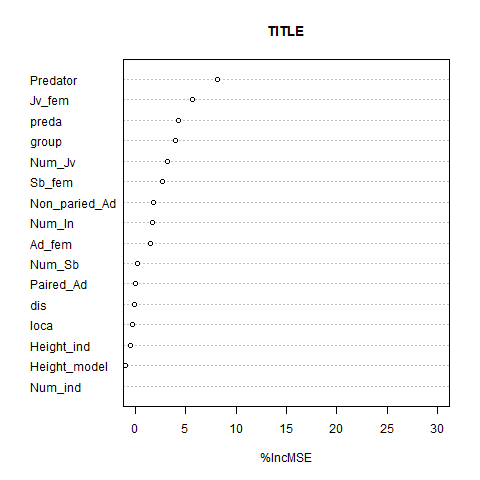 TITLE
Predator
Jv_fem
preda
group
Num_Jv
Sb_fem
Non_paried_Ad
Num_In
Ad_fem
Num_Sb
Paired_Ad
dis
loca
Height_ind
Height_model
Num_ind
0 5 10 15 20 25 30
%IncMSE